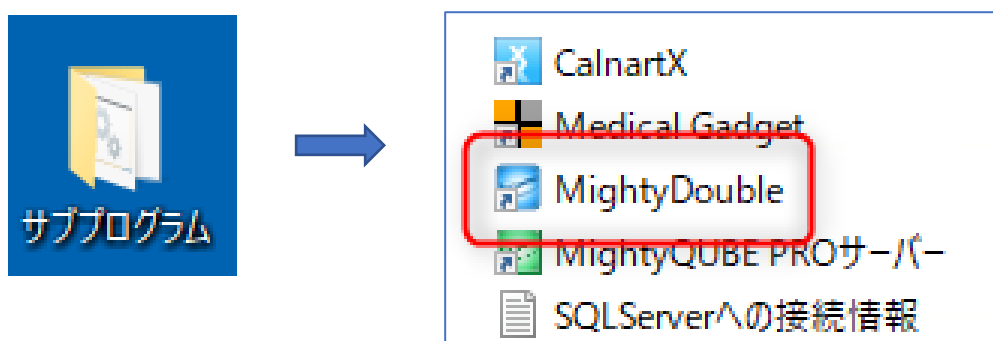 サブプログラム
CalnartX
Medical Gadget
MightyDouble
MightyQUBE PROサーバー
SQLServerへの接続情報